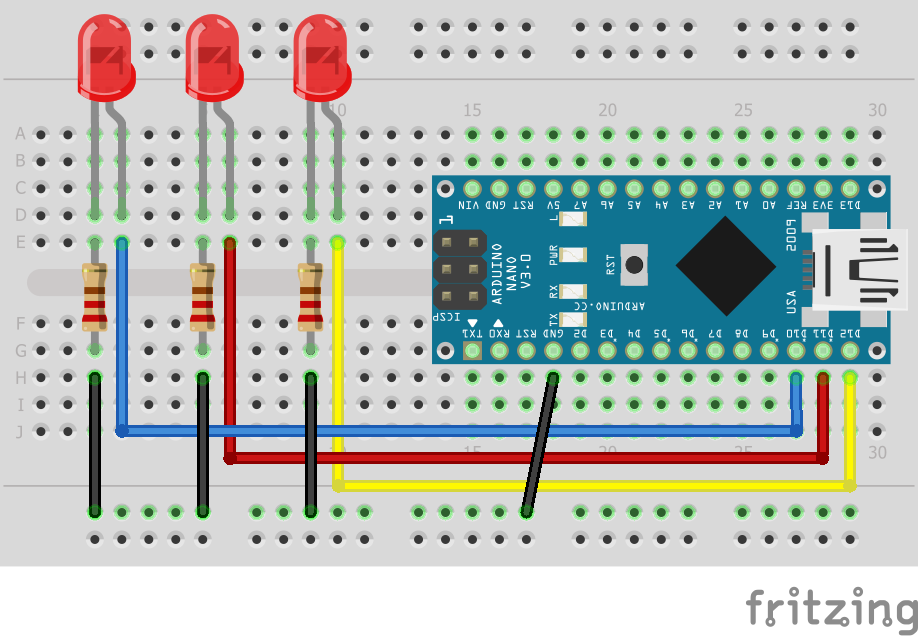 10 15 20 25 30
A
B
C
D
E
F
G
H
I
J
VIN GND RST 5V A7 A6 A5 A4 A3 A2 A1 A0 REF 3V3 D13
1
L
PWR
RX
TX
RST
ARDUINO
NANO
V3.0
ARDUINO.CC
2009
USA
ICSP
TX1 RX0 RST GND D2 D3 D4 D5 D6 D7 D8 D9 D10 D11 D12
15 20 25 30
fritzing